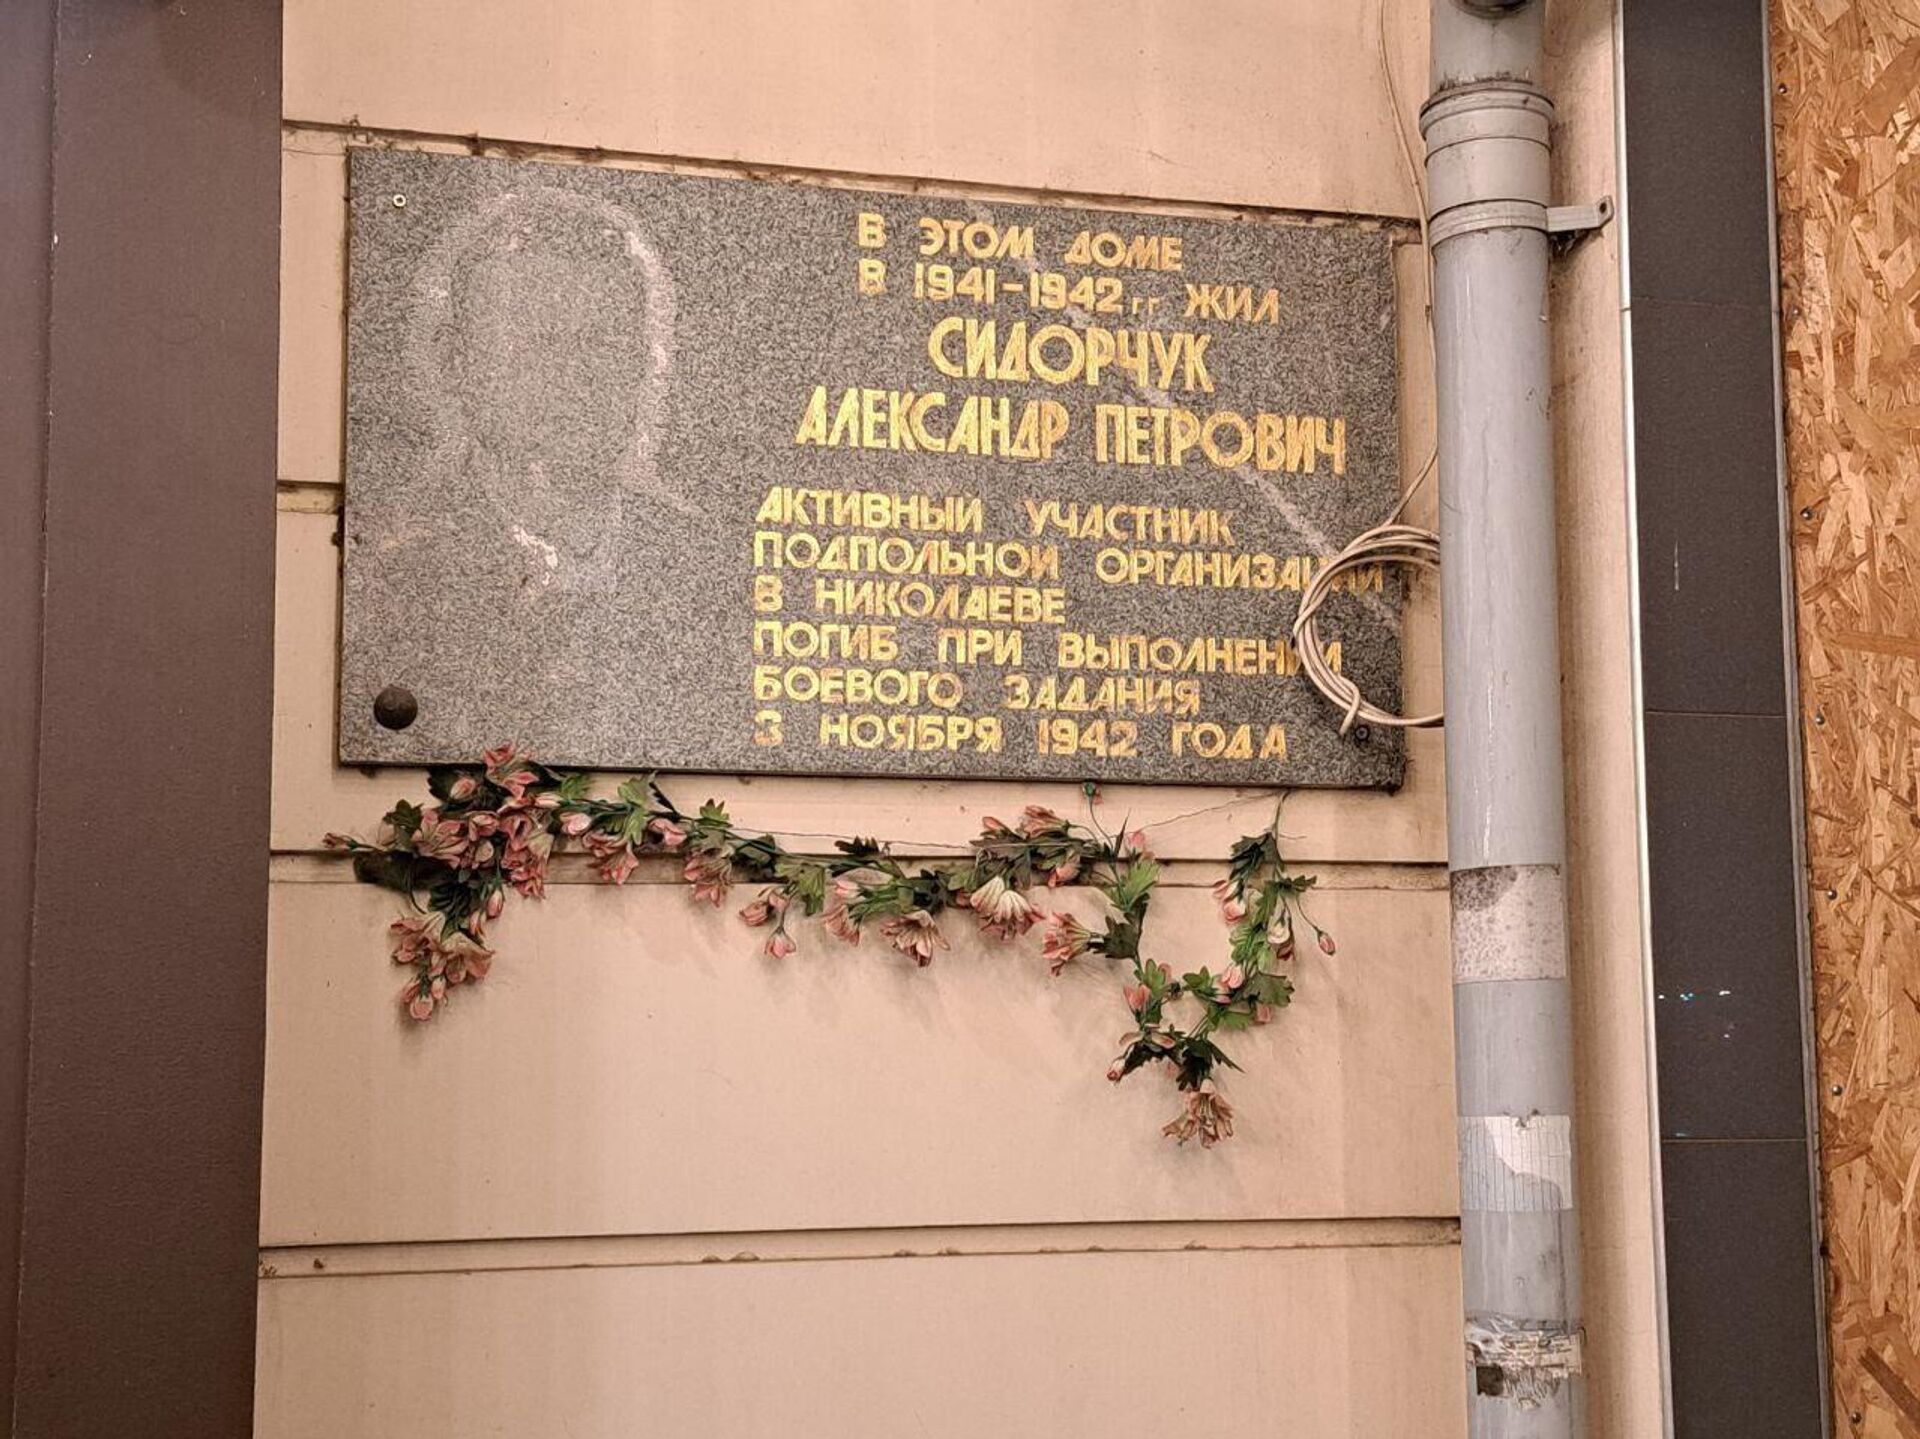 В ЭТОМ ДОМЕ
В 1941-1942 гг ЖИЛ
СИДОРЧУК
АЛЕКСАНДР ПЕТРОВИЧ
АКТИВНЫЙ УЧАСТНИК
ПОДПОЛЬНОЙ ОРГАНИЗАЦИИ
В НИКОЛАЕВЕ
ПОГИБ ПРИ ВЫПОЛНЕНИИ
БОЕВОГО ЗАДАНИЯ
3 НОЯБРЯ 1942 ГОДА